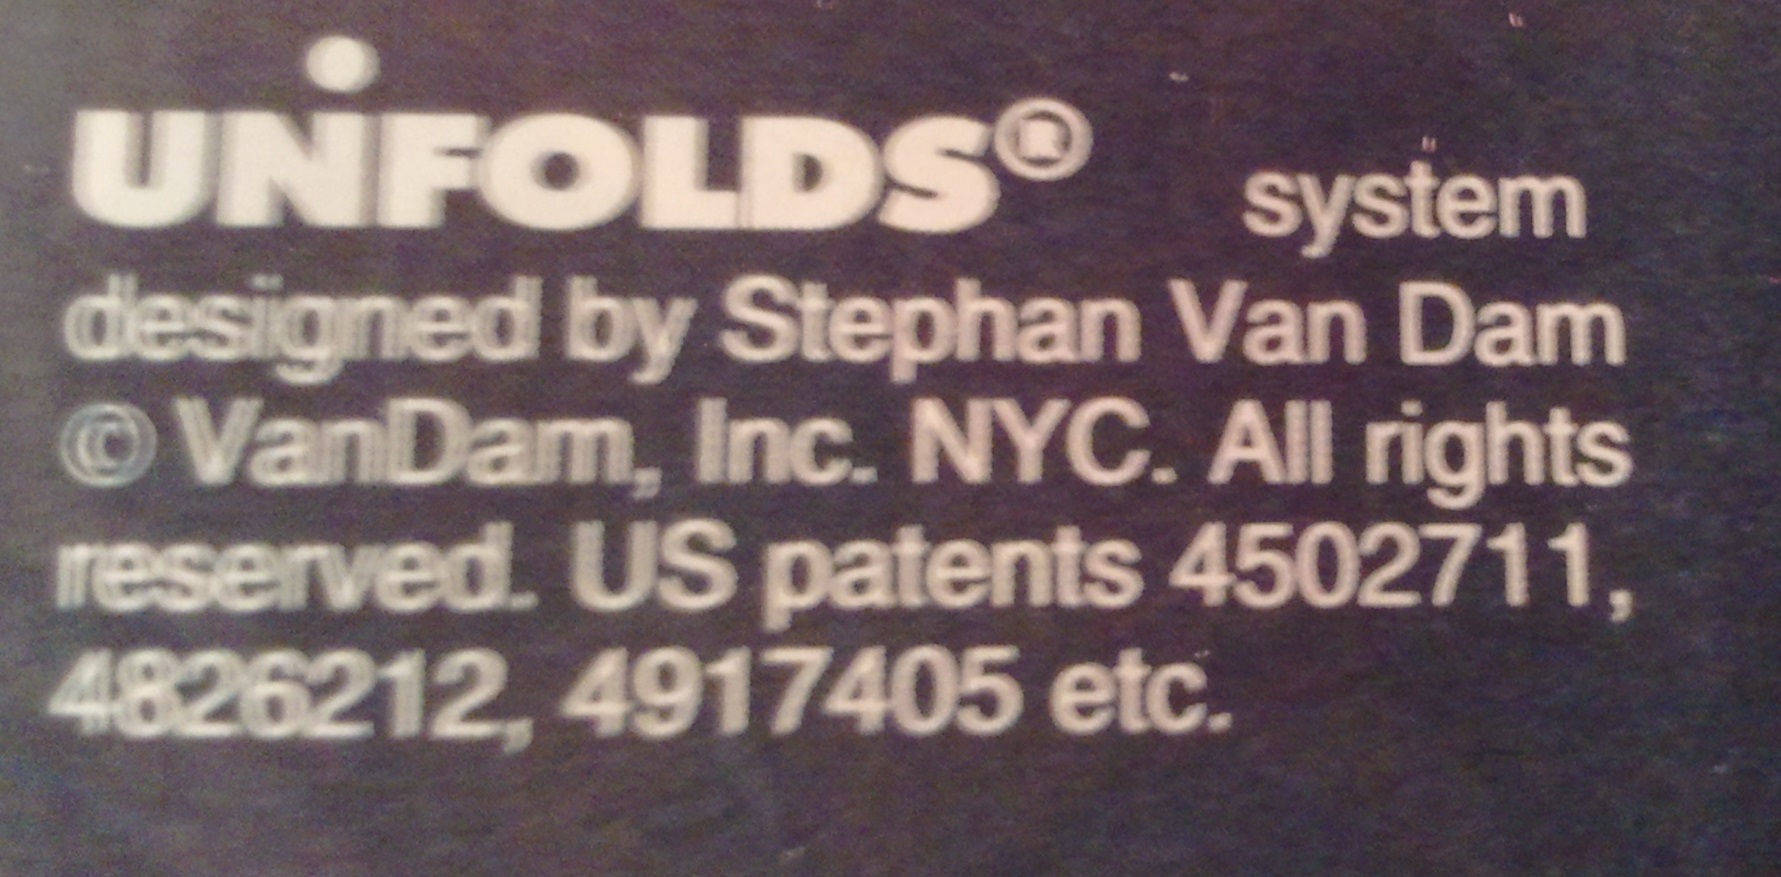 UNFOLDS® system
designed by Stephan Van Dam
© VanDam, Inc. NYC. All rights
reserved. US patents 4502711,
4826212, 4917405 etc.